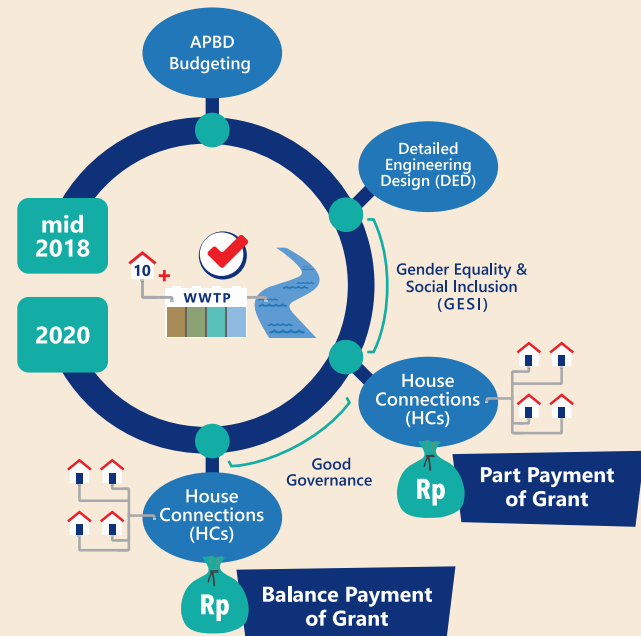 APBD
Budgeting
Detailed
Engineering
Design (DED)
mid
2018
10
+
WWTP
Gender Equality &
Social Inclusion
(GESI)
2020
House
Connections
(HCs)
Good
Governance
Rp
Part Payment
of Grant
House
Connections
(HCs)
Rp
Balance Payment
of Grant